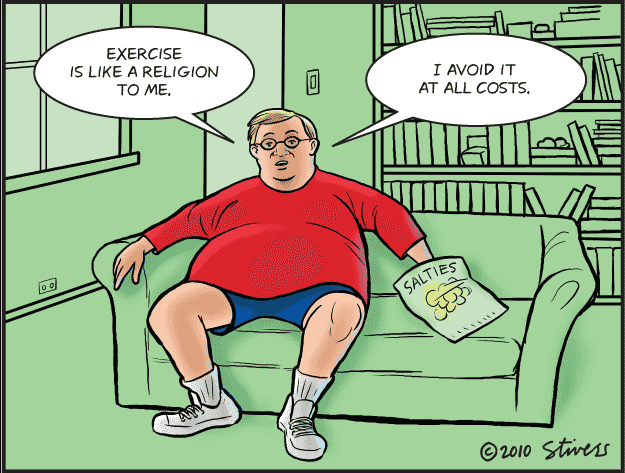 EXERCISE
IS LIKE A RELIGION
TO ME.
I AVOID IT
AT ALL COSTS.
SALTIES
©2010 Stivers